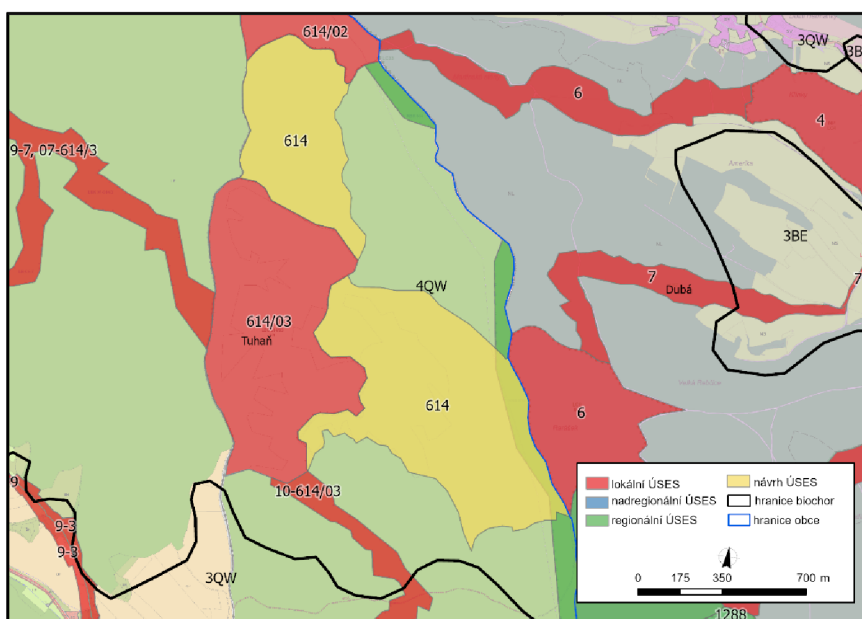 614/02
3QW
3B
6
4
614
9-7, 07-614/3
3BE
4QW
7
Dubá
7
614/03
Tuhaň
614
6
9
10-614/03
9-3
9-3
3QW
1288
lokální ÚSES
nadregionální ÚSES
regionální ÚSES
návrh ÚSES
hranice biochor
hranice obce
0 175 350 700 m